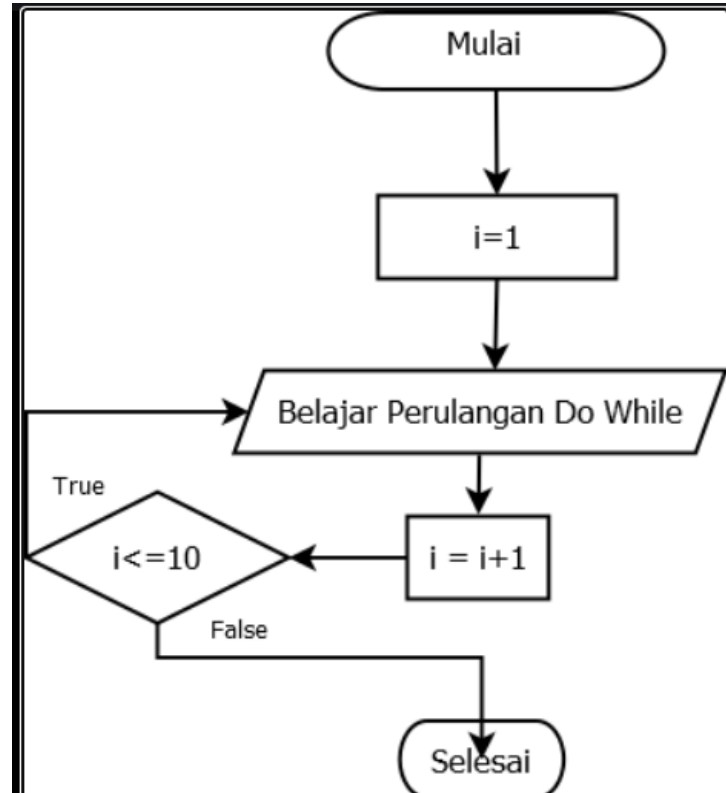 Mulai
i=1
Belajar Perulangan Do While
True
i<=10
i = i+1
False
Selesai